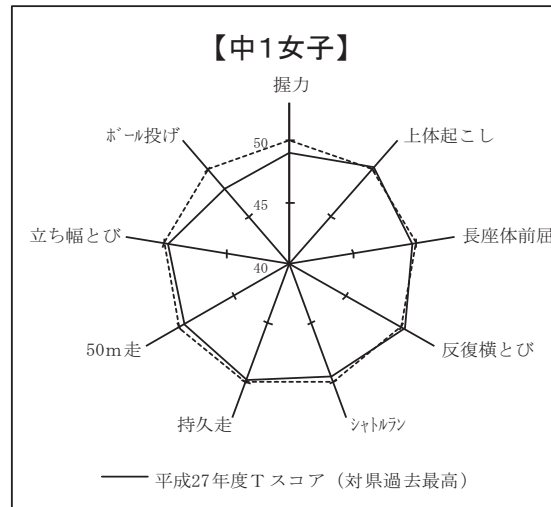 【中1女子】
握力
上体起こし
長座体前屈
反復横とび
ｼｬﾄﾙﾗﾝ
持久走
50m走
立ち幅とび
ﾎﾞｰﾙ投げ
50
45
40
平成27年度Tスコア（対県過去最高）